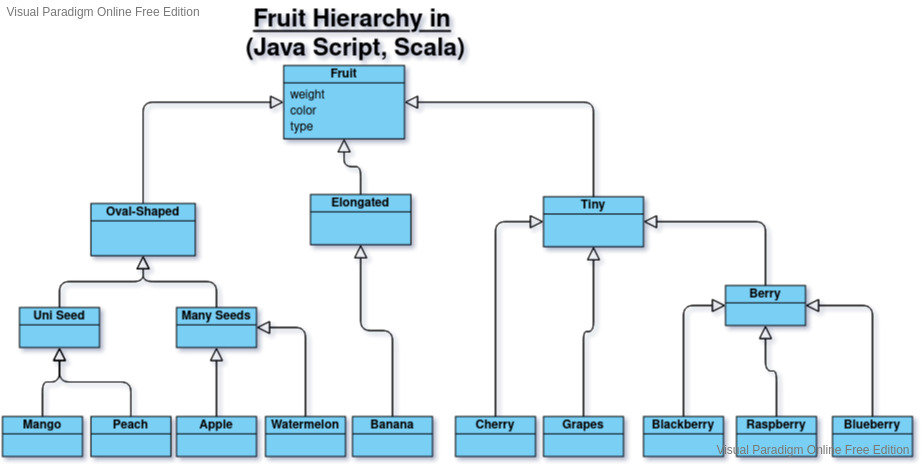 Visual Paradigm Online Free Edition
Fruit Hierarchy in
(Java Script, Scala)
Fruit
weight
color
type
Oval-Shaped
Elongated
Tiny
Berry
Uni Seed
Many Seeds
Mango
Peach
Apple
Watermelon
Banana
Cherry
Grapes
Blackberry
Raspberry
Blueberry
Visual Paradigm Online Free Edition